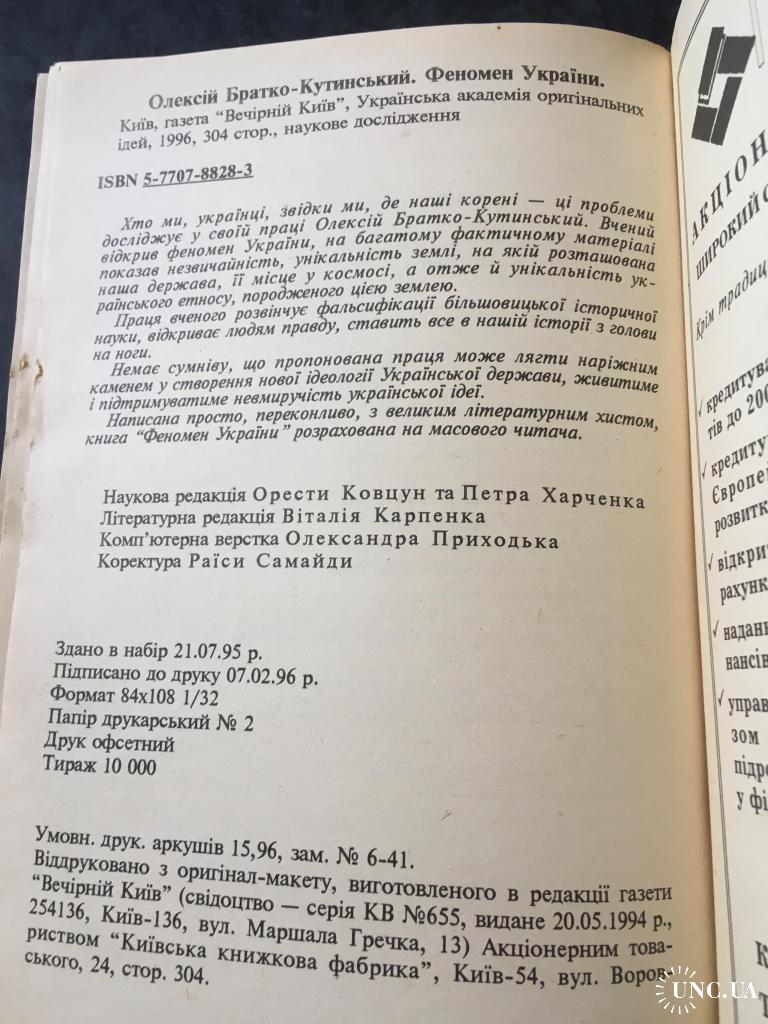 Олексій Братко-Кутинський. Феномен України.
Київ, газета “Вечірній Київ”, Українська академія оригінальних
ідей, 1996, 304 стор., наукове дослідження
ISBN 5-7707-8828-3
Хто ми, українці, звідки ми, де наші корені — ці проблеми
досліджує у своїй праці Олексій Братко-Кутинський. Вчений
відкрив феномен України, на багатому фактичному матеріалі
показав незвичайність, унікальність землі, на якій розташована
наша держава, її місце у космосі, а отже й унікальність ук-
раїнського етносу, породженого цією землею.
Праця вченого розвінчує фальсифікації більшовицької історичної
науки, відкриває людям правду, ставить все в нашій історії з голови
на ноги.
Немає сумніву, що пропонована праця може лягти наріжним
каменем у створення нової ідеології Української держави, живитиме
і підтримуватиме невмирущість української ідеї.
Написана просто, переконливо, з великим літературним хистом,
книга “Феномен України” розрахована на масового читача.
Наукова редакція Орести Ковцун та Петра Харченка
Літературна редакція Віталія Карпенка
Комп’ютерна верстка Олександра Приходька
Коректура Раїси Самайди
Здано в набір 21.07.95 р.
Підписано до друку 07.02.96 р.
Формат 84х108 1/32
Папір друкарський № 2
Друк офсетний
Тираж 10 000
Умовн. друк. аркушів 15,96, зам. № 6-41.
Віддруковано з оригінал-макету, виготовленого в редакції газети
“Вечірній Київ” (свідоцтво — серія КВ №655, видане 20.05.1994 р.,
254136, Київ-136, вул. Маршала Гречка, 13) Акціонерним това-
риством “Київська книжкова фабрика”, Київ-54, вул. Воров-
ського, 24, стор. 304.
АКЦІОН
ШИРОКИЙ С
Крім традиц
✓ кредитува
тів до 200
✓ кредиту
Європе
розвитк
✓ відкри
рахунк
✓ надан
нансів
✓ управ
зом
підр
у фі
К
Т
UNC.UA